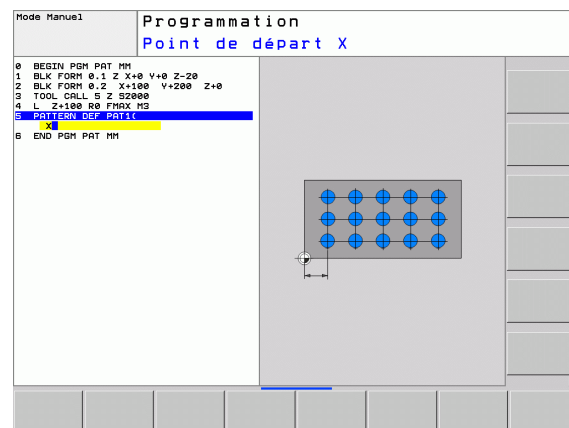 Mode Manuel
Programmation
Point de départ X
0 BEGIN PGM PAT MM
1 BLK FORM 0.1 Z X+0 Y+0 Z-20
2 BLK FORM 0.2 X+100 Y+200 Z+0
3 TOOL CALL 5 Z S2000
4 L Z+100 R0 FMAX M3
5 PATTERN DEF PAT1(
X
6 END PGM PAT MM